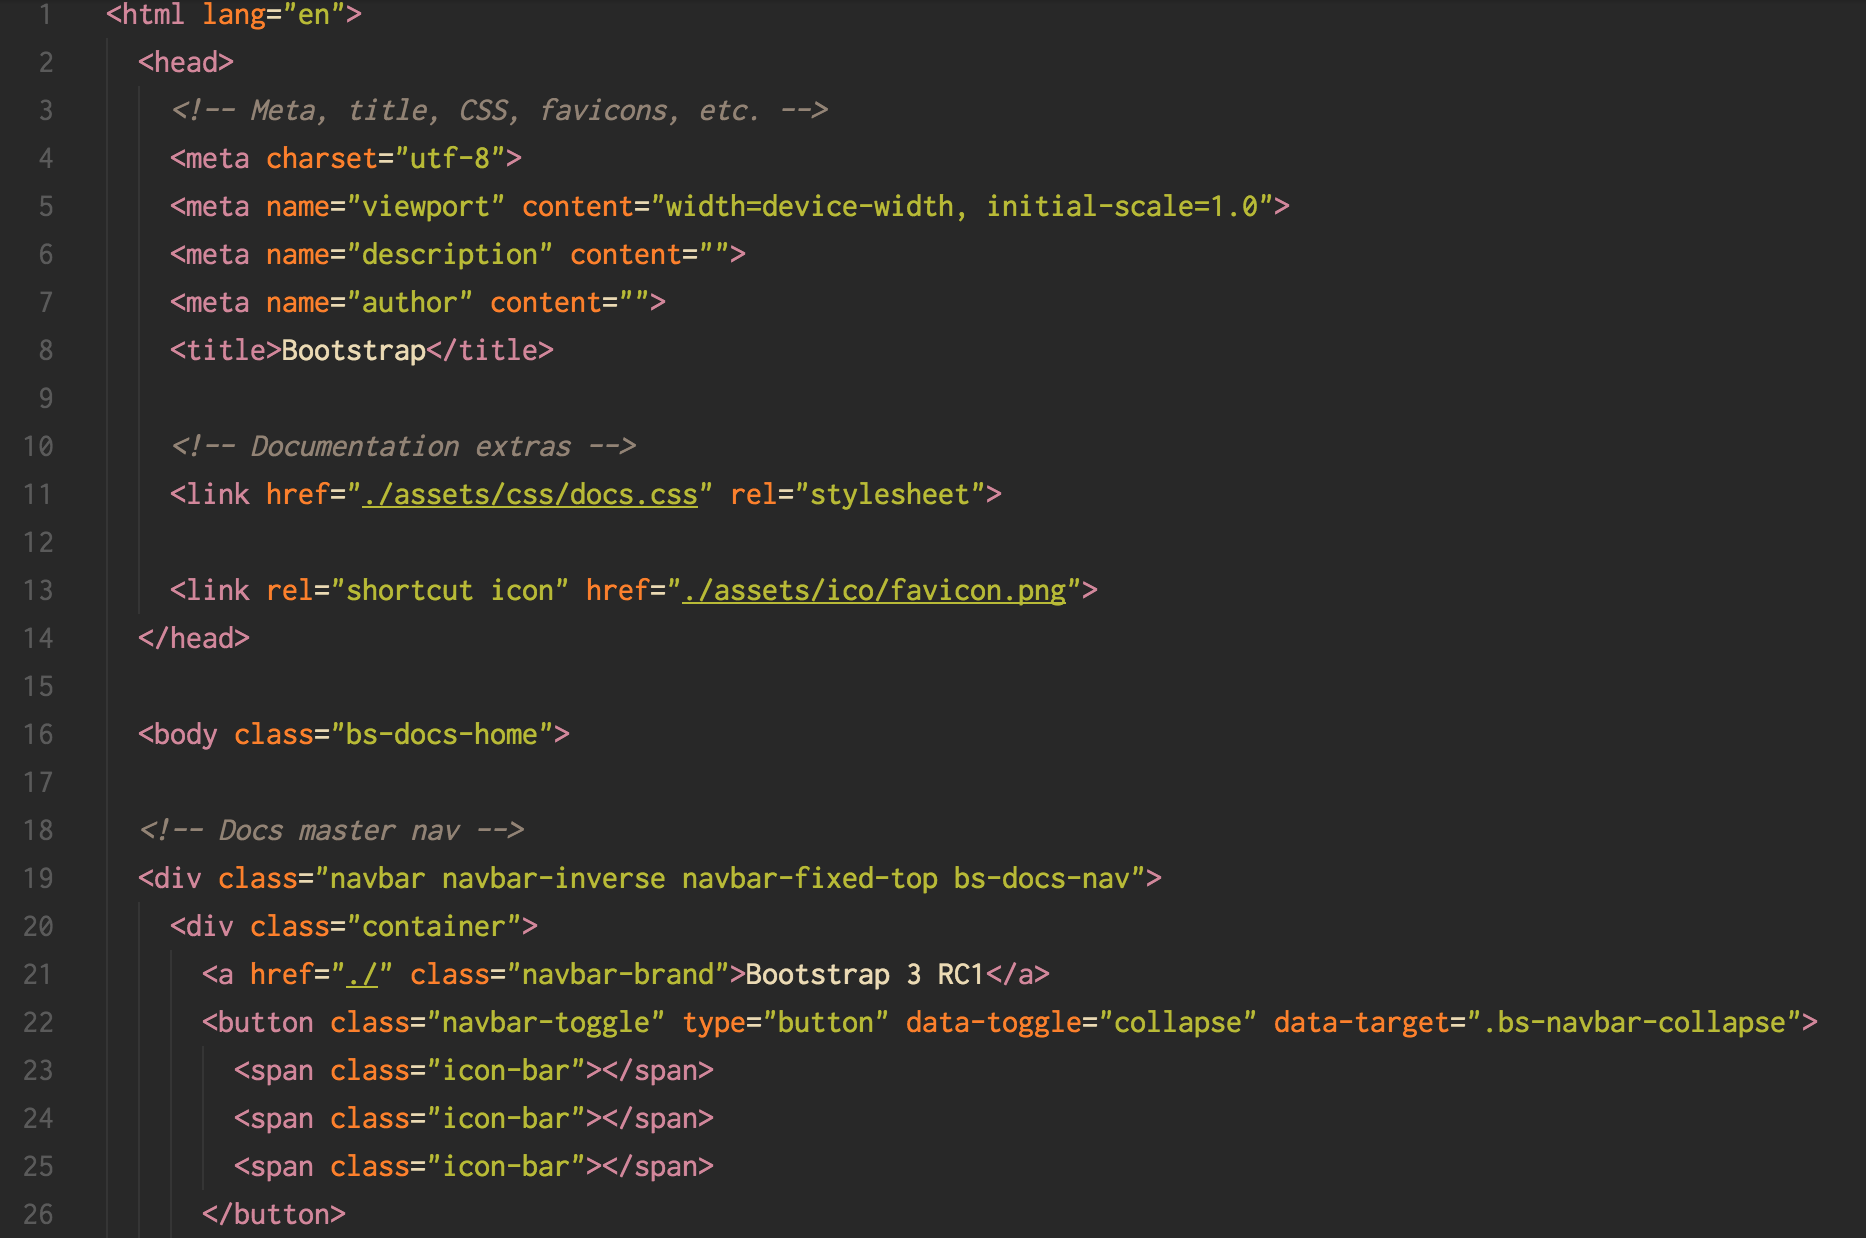 1 <html lang="en">
2 <head>
3 <!-- Meta, title, CSS, favicons, etc. -->
4 <meta charset="utf-8">
5 <meta name="viewport" content="width=device-width, initial-scale=1.0">
6 <meta name="description" content="">
7 <meta name="author" content="">
8 <title>Bootstrap</title>
9
10 <!-- Documentation extras -->
11 <link href="./assets/css/docs.css" rel="stylesheet">
12
13 <link rel="shortcut icon" href="./assets/ico/favicon.png">
14 </head>
15
16 <body class="bs-docs-home">
17
18 <!-- Docs master nav -->
19 <div class="navbar navbar-inverse navbar-fixed-top bs-docs-nav">
20 <div class="container">
21 <a href="./" class="navbar-brand">Bootstrap 3 RC1</a>
22 <button class="navbar-toggle" type="button" data-toggle="collapse" data-target=".bs-navbar-collapse">
23 <span class="icon-bar"></span>
24 <span class="icon-bar"></span>
25 <span class="icon-bar"></span>
26 </button>